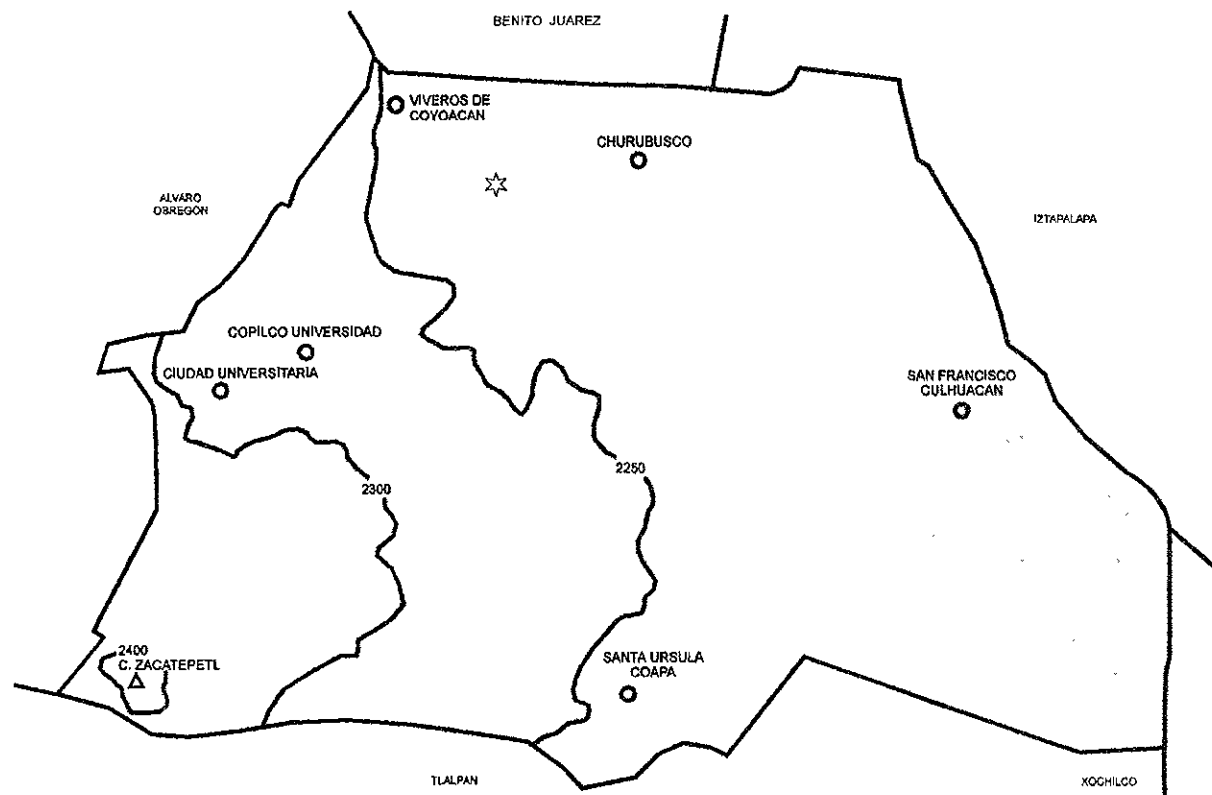 BENITO JUAREZ
VIVEROS DE
COYOACAN
CHURUBUSCO
ALVARO
OBREGON
IZTAPALAPA
COPILCO UNIVERSIDAD
CIUDAD UNIVERSITARIA
SAN FRANCISCO
CULHUACAN
2250
2300
2400
C. ZACATEPETL
SANTA URSULA
COAPA
TLALPAN
XOCHILCO